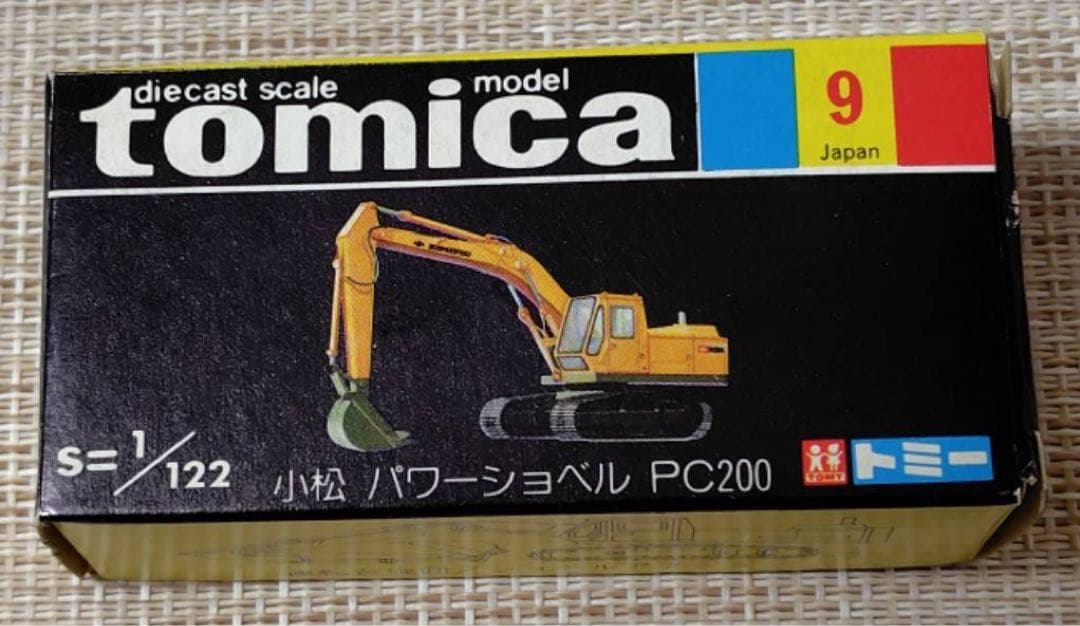 diecast scale model
tomica
9
Japan
S=1/122
小松 パワーショベル PC200
TOMY
トミー